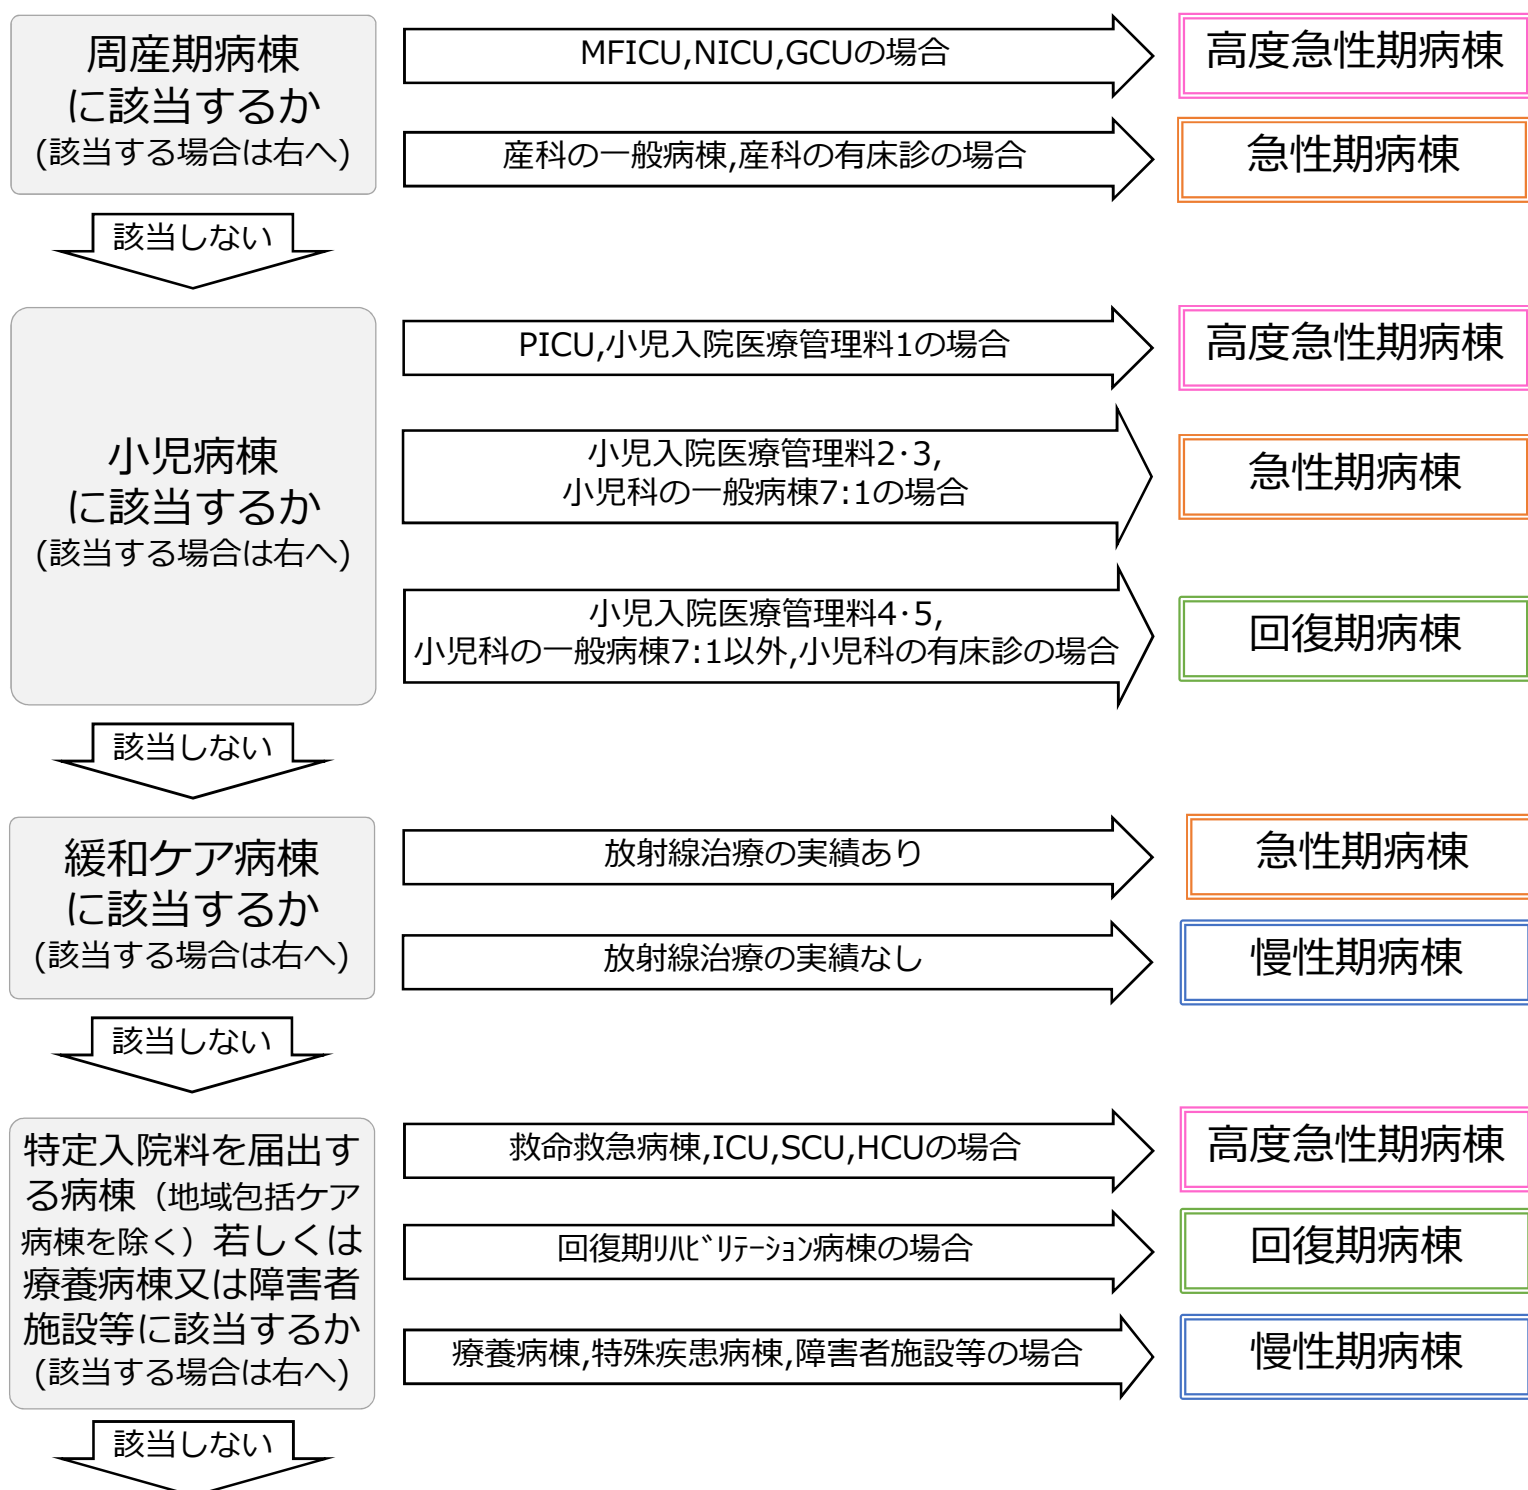 周産期病棟
に該当するか
(該当する場合は右へ)
MFICU,NICU,GCUの場合
高度急性期病棟
産科の一般病棟,産科の有床診の場合
急性期病棟
該当しない
小児病棟
に該当するか
(該当する場合は右へ)
PICU,小児入院医療管理料1の場合
高度急性期病棟
小児入院医療管理料2･3,
小児科の一般病棟7:1の場合
急性期病棟
小児入院医療管理料4･5,
小児科の一般病棟7:1以外,小児科の有床診の場合
回復期病棟
該当しない
緩和ケア病棟
に該当するか
(該当する場合は右へ)
放射線治療の実績あり
急性期病棟
放射線治療の実績なし
慢性期病棟
該当しない
特定入院料を届出す
る病棟（地域包括ケア
病棟を除く）若しくは
療養病棟又は障害者
施設等に該当するか
(該当する場合は右へ)
救命救急病棟,ICU,SCU,HCUの場合
高度急性期病棟
回復期ﾘﾊﾋﾞﾘﾃｰｼｮﾝ病棟の場合
回復期病棟
療養病棟,特殊疾患病棟,障害者施設等の場合
慢性期病棟
該当しない